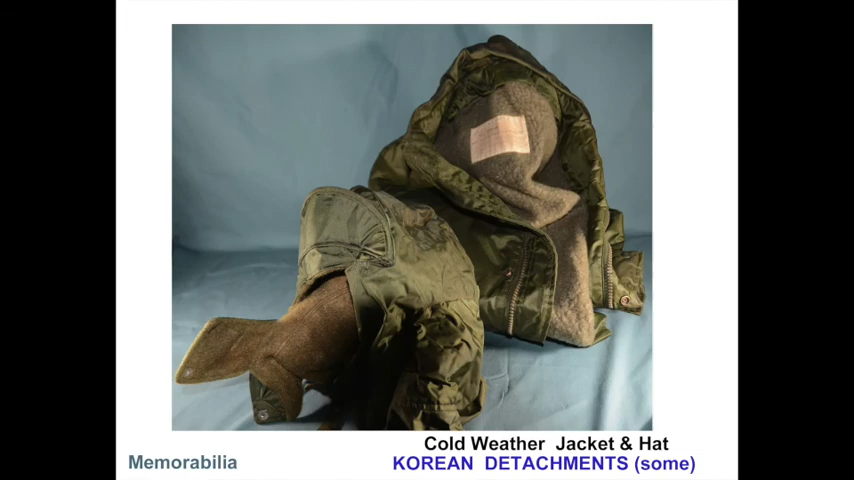 Cold Weather Jacket & Hat
Memorabilia
KOREAN DETACHMENTS (some)